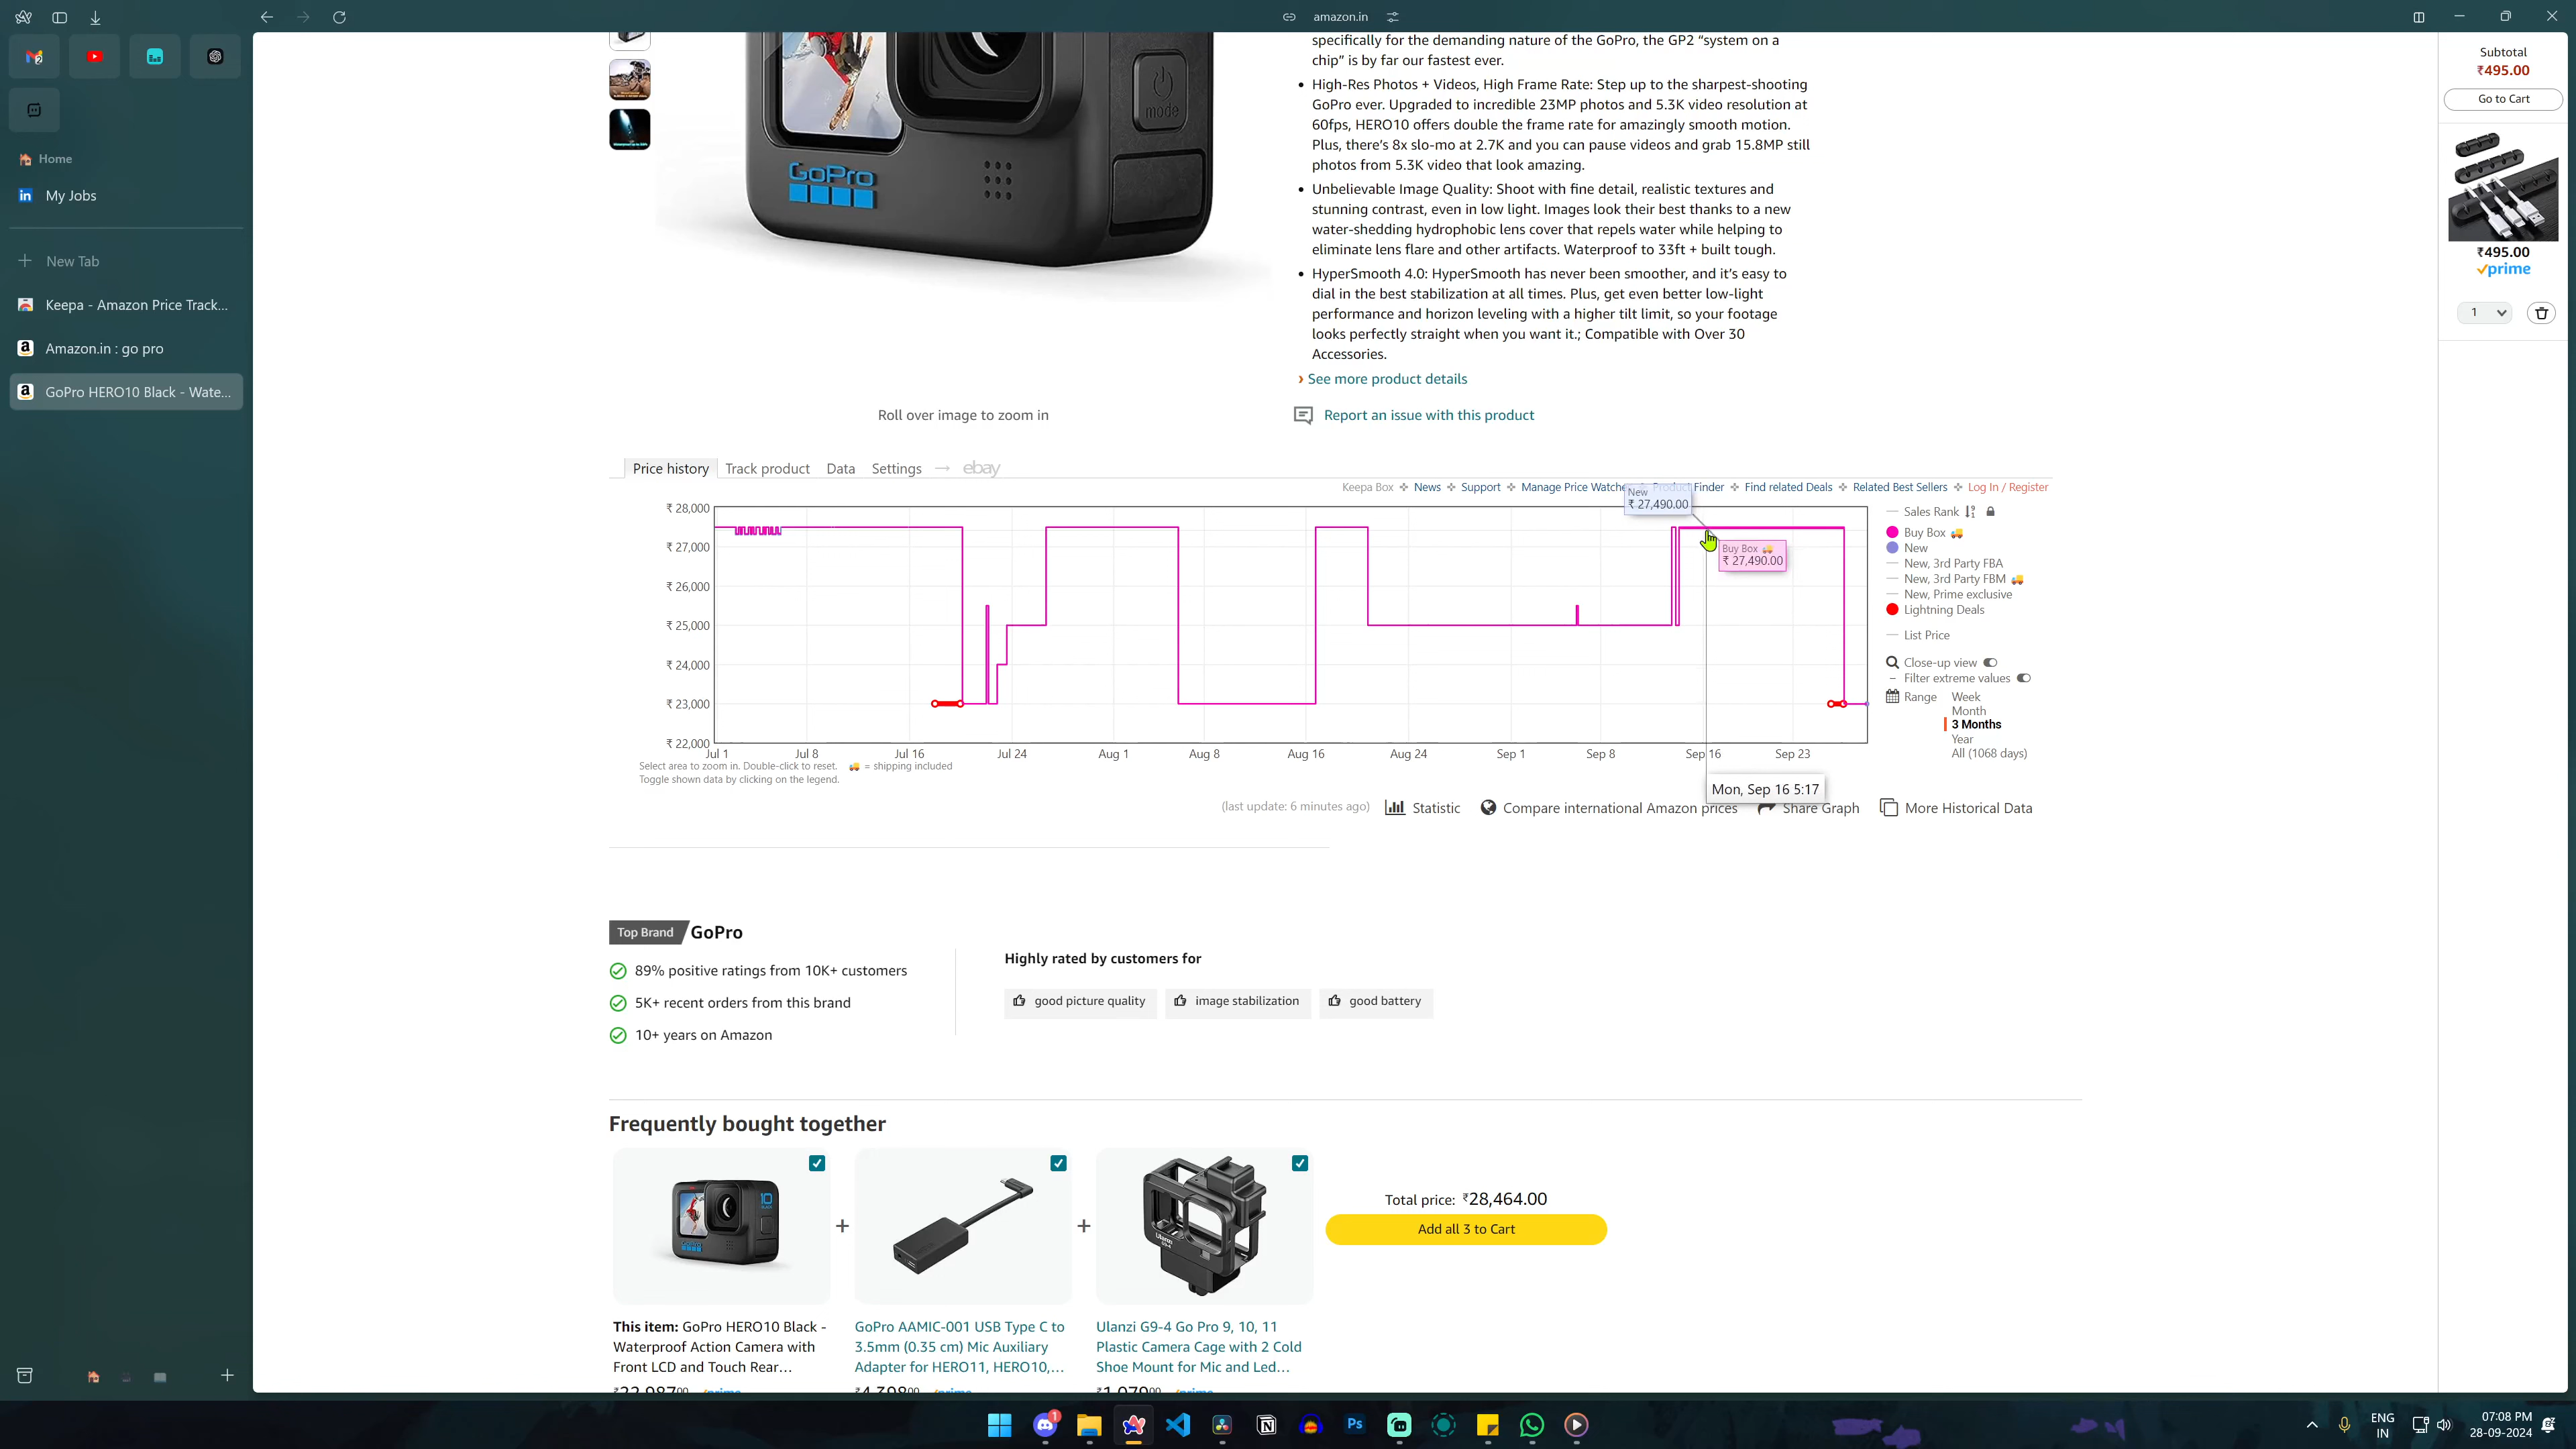 amazon.in
Home
My Jobs
New Tab
Keepa - Amazon Price Track...
Amazon.in : go pro
GoPro HERO10 Black - Wate...
mode
GoPro
specifically for the demanding nature of the GoPro, the GP2 “system on a
chip” is by far our fastest ever.
• High-Res Photos + Videos, High Frame Rate: Step up to the sharpest-shooting
GoPro ever. Upgraded to incredible 23MP photos and 5.3K video resolution at
60fps, HERO10 offers double the frame rate for amazingly smooth motion.
Plus, there's 8x slo-mo at 2.7K and you can pause videos and grab 15.8MP still
photos from 5.3K video that look amazing.
• Unbelievable Image Quality: Shoot with fine detail, realistic textures and
stunning contrast, even in low light. Images look their best thanks to a new
water-shedding hydrophobic lens cover that repels water while helping to
eliminate lens flare and other artifacts. Waterproof to 33ft + built tough.
• HyperSmooth 4.0: HyperSmooth has never been smoother, and it's easy to
dial in the best stabilization at all times. Plus, get even better low-light
performance and horizon leveling with a higher tilt limit, so your footage
looks perfectly straight when you want it.; Compatible with Over 30
Accessories.
› See more product details
Roll over image to zoom in
Report an issue with this product
Subtotal
₹495.00
Go to Cart
₹495.00
prime
1
Price history Track product Data Settings → ebay
Keepa Box News Support Manage Price Watches Product Finder Find related Deals Related Best Sellers Log In / Register
₹ 28,000
₹ 27,000
₹ 26,000
₹ 25,000
₹ 24,000
₹ 23,000
₹ 22,000
New
₹ 27,490.00
Buy Box
₹ 27,490.00
Jul 1 Jul 8 Jul 16 Jul 24 Aug 1 Aug 8 Aug 16 Aug 24 Sep 1 Sep 8 Sep 16 Sep 23
Select area to zoom in. Double-click to reset. = shipping included
Toggle shown data by clicking on the legend.
Mon, Sep 16 5:17
Sales Rank
Buy Box
New
New, 3rd Party FBA
New, 3rd Party FBM
New, Prime exclusive
Lightning Deals
List Price
Close-up view
Filter extreme values
Range Week
Month
3 Months
Year
All (1068 days)
(last update: 6 minutes ago) Statistic Compare international Amazon prices Share Graph More Historical Data
Top Brand GoPro
89% positive ratings from 10K+ customers
5K+ recent orders from this brand
10+ years on Amazon
Highly rated by customers for
good picture quality image stabilization good battery
Frequently bought together
10
+
+
Total price: ₹28,464.00
Add all 3 to Cart
This item: GoPro HERO10 Black -
Waterproof Action Camera with
Front LCD and Touch Rear...
₹22,98700 prime
GoPro AAMIC-001 USB Type C to
3.5mm (0.35 cm) Mic Auxiliary
Adapter for HERO11, HERO10,...
₹4,39800 prime
Ulanzi G9-4 Go Pro 9, 10, 11
Plastic Camera Cage with 2 Cold
Shoe Mount for Mic and Led...
₹1,07900 prime
1
Ps
ENG
IN
07:08 PM
28-09-2024